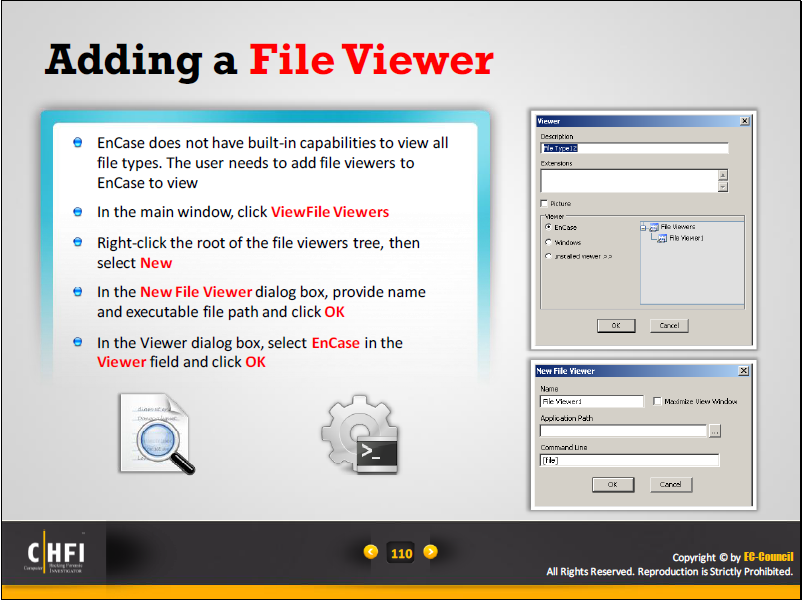 Adding a File Viewer
EnCase does not have built-in capabilities to view all
file types. The user needs to add file viewers to
EnCase to view
In the main window, click ViewFile Viewers
Right-click the root of the file viewers tree, then
select New
In the New File Viewer dialog box, provide name
and executable file path and click OK
In the Viewer dialog box, select EnCase in the
Viewer field and click OK
Viewer
Description
File Type12
Extensions
Picture
Viewer
EnCase
Windows
Installed viewer >>
File Viewers
File Viewer1
OK Cancel
New File Viewer
Name
File Viewer1 Maximize View Window
Application Path
...
Command Line
[file]
OK Cancel
>_
CHFI
Computer
Hacking Forensic
INVESTIGATOR
110
Copyright © by EC-Council
All Rights Reserved. Reproduction is Strictly Prohibited.